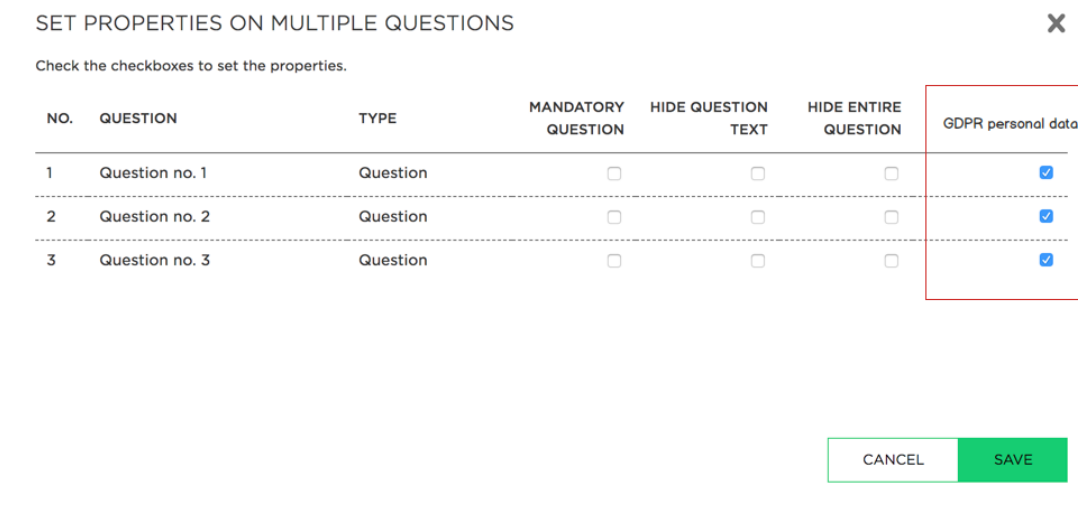 SET PROPERTIES ON MULTIPLE QUESTIONS
Check the checkboxes to set the properties.
NO. QUESTION TYPE MANDATORY QUESTION HIDE QUESTION TEXT HIDE ENTIRE QUESTION GDPR personal data
1 Question no. 1 Question
2 Question no. 2 Question
3 Question no. 3 Question
CANCEL SAVE